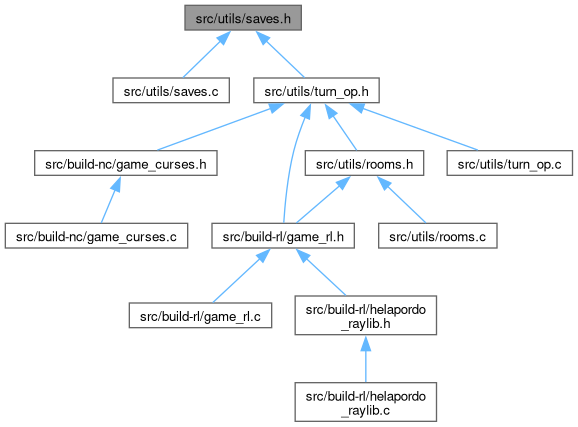 src/utils/saves.h
src/utils/saves.c
src/utils/turn_op.h
src/build-nc/game_curses.h
src/utils/rooms.h
src/utils/turn_op.c
src/build-nc/game_curses.c
src/build-rl/game_rl.h
src/utils/rooms.c
src/build-rl/game_rl.c
src/build-rl/helapordo
_raylib.h
src/build-rl/helapordo
_raylib.c